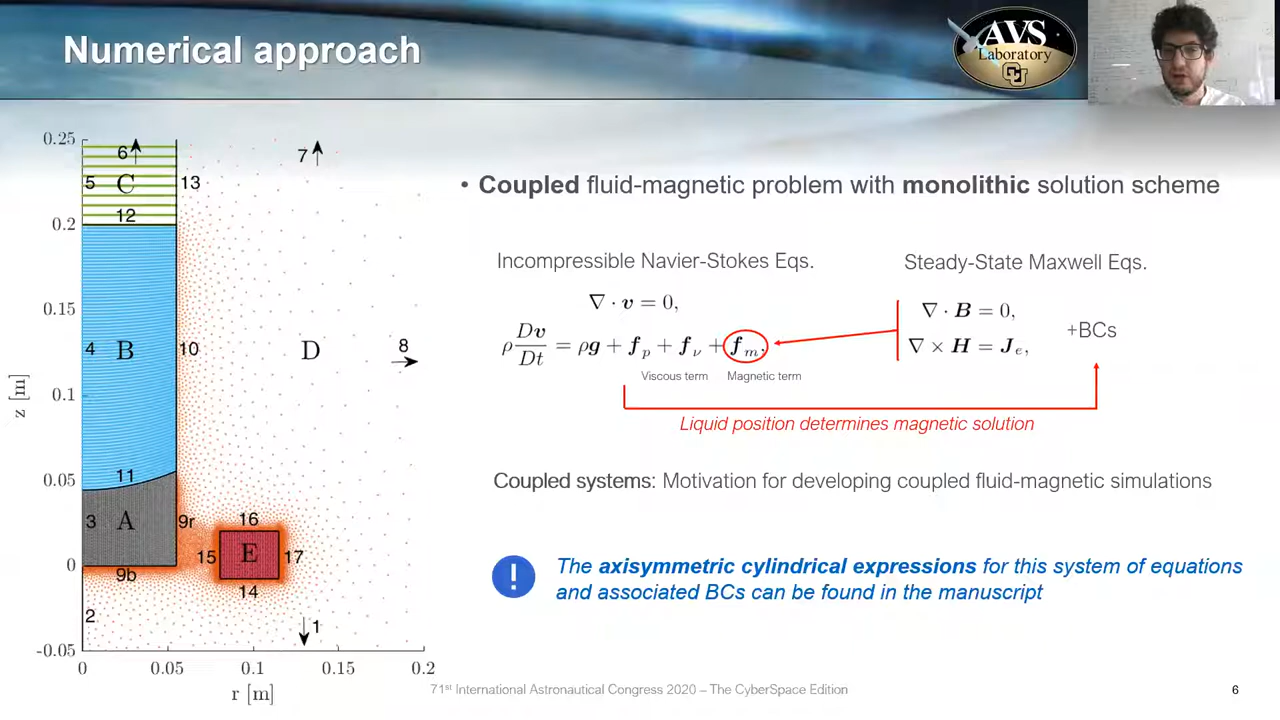 Numerical approach
AVS
Laboratory
CU
• Coupled fluid-magnetic problem with monolithic solution scheme
Incompressible Navier-Stokes Eqs.
∇ · v = 0,
ρ Dv/Dt = ρg + f_p + f_ν + f_m.
Viscous term
Magnetic term
Steady-State Maxwell Eqs.
∇ · B = 0,
∇ × H = J_e,
+BCs
Liquid position determines magnetic solution
Coupled systems: Motivation for developing coupled fluid-magnetic simulations
!
The axisymmetric cylindrical expressions for this system of equations
and associated BCs can be found in the manuscript
0.25
0.2
0.15
0.1
0.05
0
-0.05
z [m]
0 0.05 0.1 0.15 0.2
r [m]
6
7
5 C 13
12
4 B 10 D 8
11
3 A 9r
16
15 E 17
9b
14
2
1
71st International Astronautical Congress 2020 – The CyberSpace Edition
6